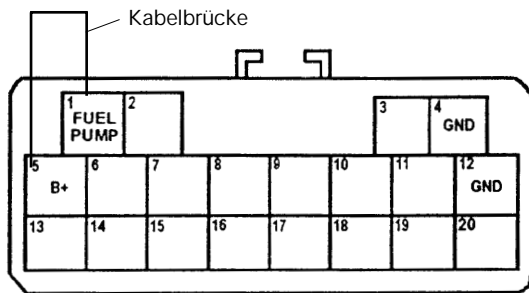 Kabelbrücke
1 2 3 4
FUEL PUMP GND
5 6 7 8 9 10 11 12
B+ GND
13 14 15 16 17 18 19 20